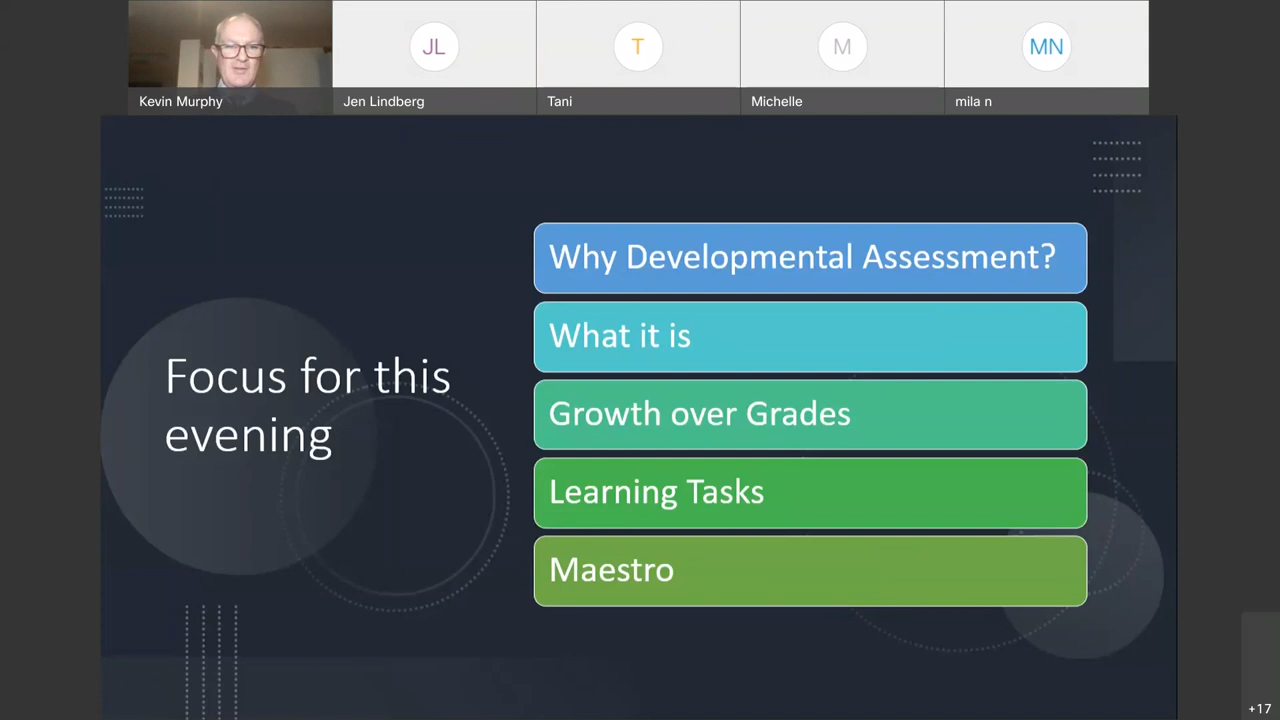 JL
T
M
MN
Kevin Murphy
Jen Lindberg
Tani
Michelle
mila n
Focus for this
evening
Why Developmental Assessment?
What it is
Growth over Grades
Learning Tasks
Maestro
+17